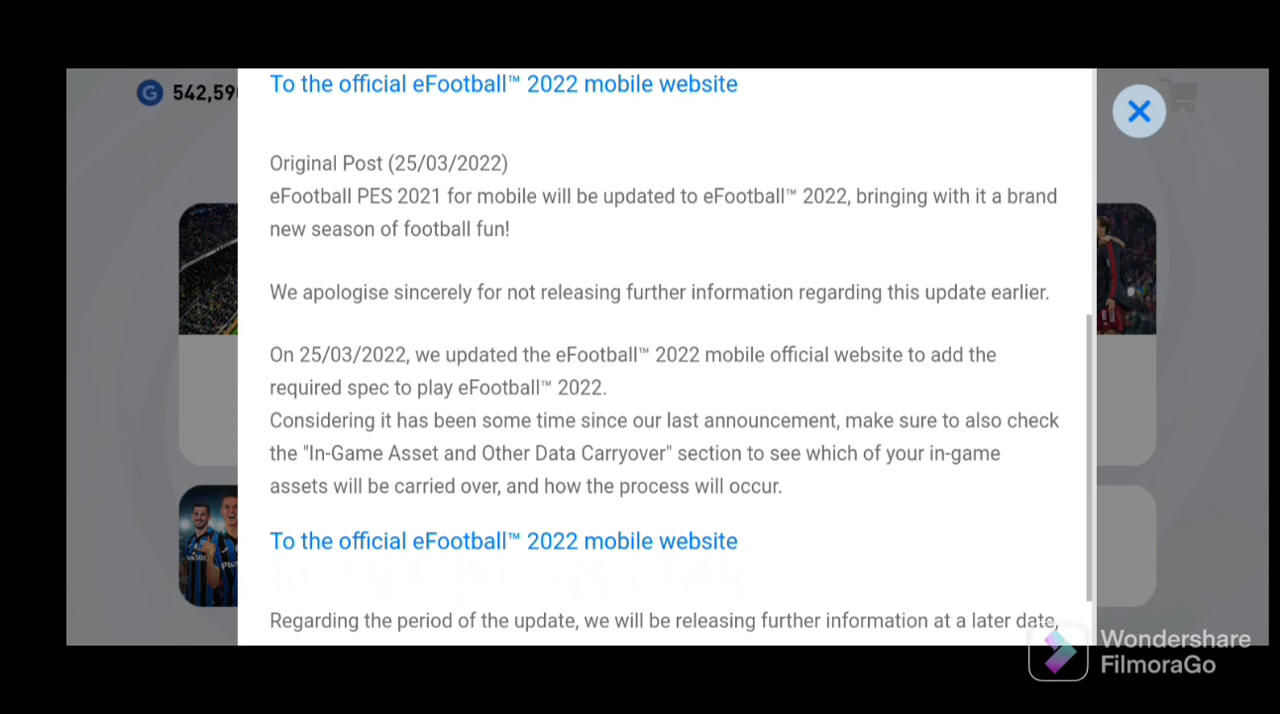 542,59
To the official eFootball™ 2022 mobile website
Original Post (25/03/2022)
eFootball PES 2021 for mobile will be updated to eFootball™ 2022, bringing with it a brand
new season of football fun!
We apologise sincerely for not releasing further information regarding this update earlier.
On 25/03/2022, we updated the eFootball™ 2022 mobile official website to add the
required spec to play eFootball™ 2022.
Considering it has been some time since our last announcement, make sure to also check
the "In-Game Asset and Other Data Carryover" section to see which of your in-game
assets will be carried over, and how the process will occur.
To the official eFootball™ 2022 mobile website
Regarding the period of the update, we will be releasing further information at a later date,
Wondershare
FilmoraGo